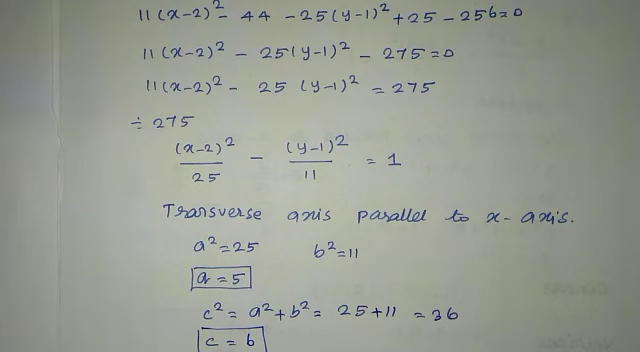 11(x-2)² - 44 - 25(y-1)² + 25 - 256 = 0
11(x-2)² - 25(y-1)² - 275 = 0
11(x-2)² - 25 (y-1)² = 275
÷ 275
(x-2)²/25 - (y-1)²/11 = 1
Transverse axis parallel to x-axis.
a² = 25 b² = 11
a = 5
c² = a² + b² = 25 + 11 = 36
c = 6